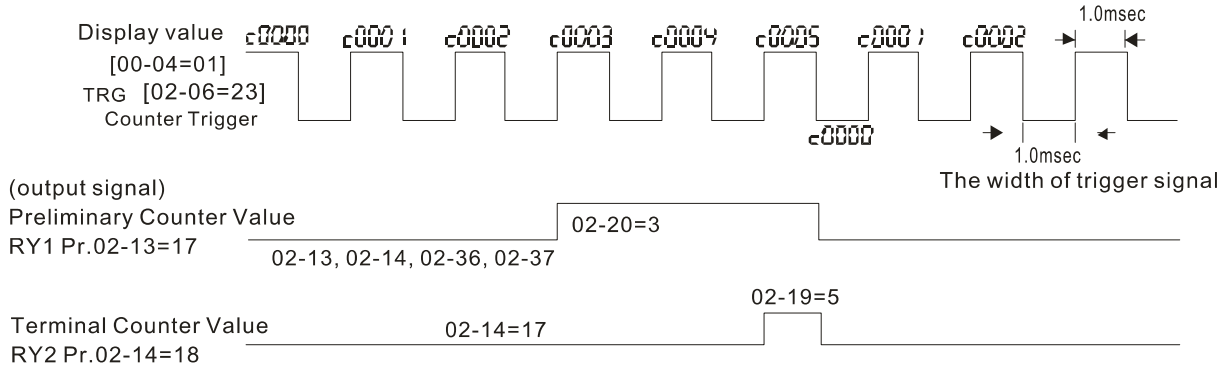 1.0msec
Display value c0000 c0001 c0002 c0003 c0004 c0005 c0001 c0002
[00-04=01]
TRG [02-06=23]
Counter Trigger
c0000
1.0msec
The width of trigger signal
(output signal)
Preliminary Counter Value
RY1 Pr.02-13=17
02-20=3
02-13, 02-14, 02-36, 02-37
02-19=5
Terminal Counter Value
RY2 Pr.02-14=18
02-14=17